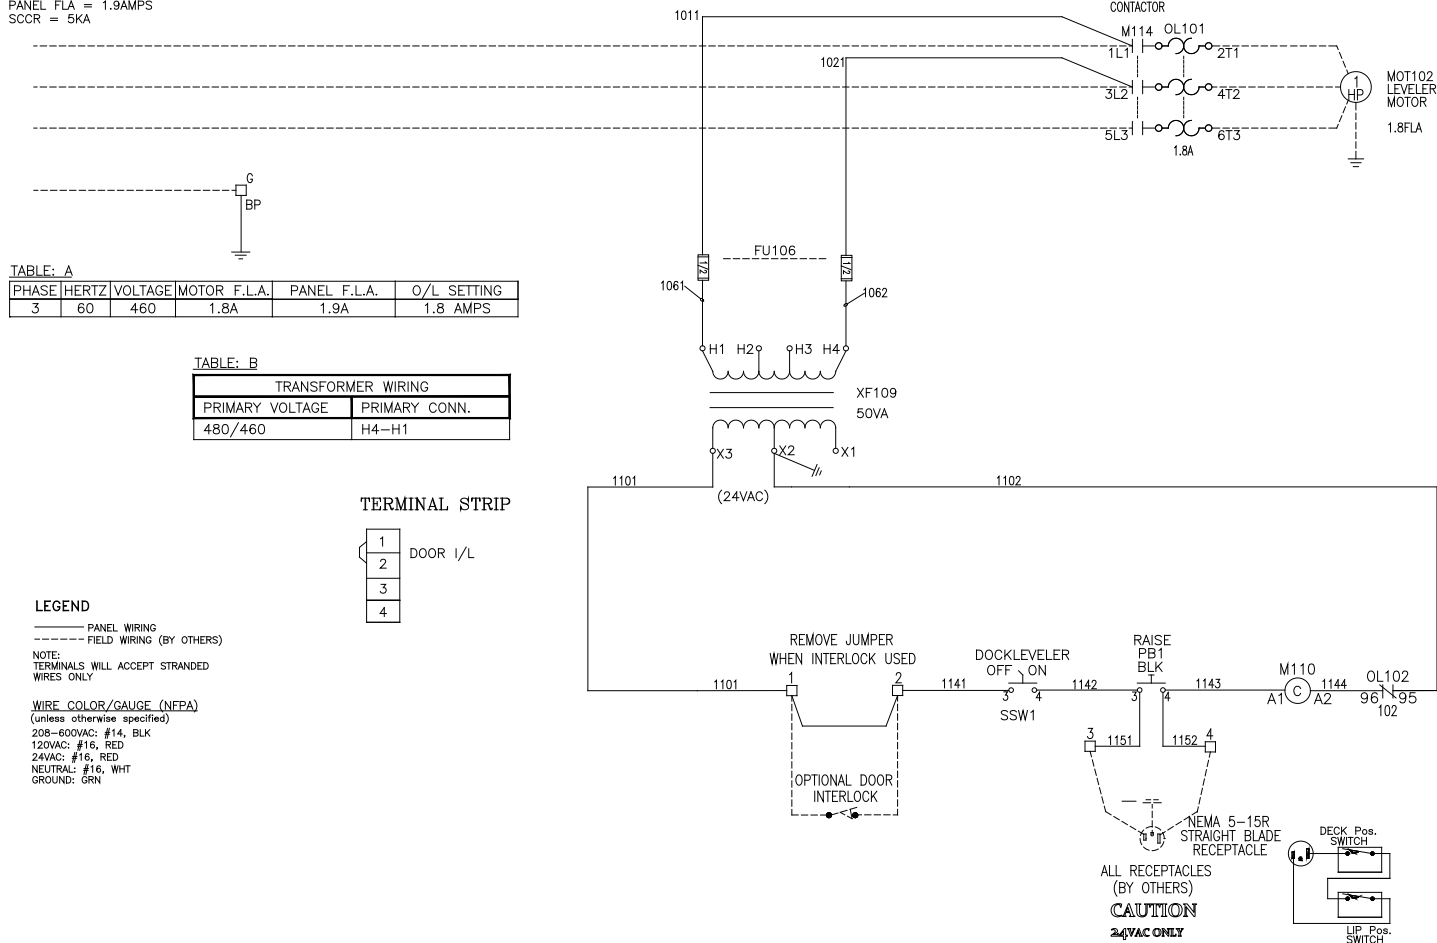 PANEL FLA = 1.9AMPS
SCCR = 5KA
CONTACTOR
M114 OL101
1011
1L1 2T1
1021
3L2 4T2
5L3 6T3
1.8A
1
HP
MOT102
LEVELER
MOTOR
1.8FLA
G
BP
FU106
1/2 1/2
1061 1062
TABLE: A
PHASE HERTZ VOLTAGE MOTOR F.L.A. PANEL F.L.A. O/L SETTING
3 60 460 1.8A 1.9A 1.8 AMPS
H1 H2 H3 H4
TABLE: B
TRANSFORMER WIRING
PRIMARY VOLTAGE PRIMARY CONN.
480/460 H4-H1
XF109
50VA
X3 X2 X1
1101 (24VAC) 1102
TERMINAL STRIP
1
2
3
4
DOOR I/L
LEGEND
PANEL WIRING
FIELD WIRING (BY OTHERS)
NOTE:
TERMINALS WILL ACCEPT STRANDED
WIRES ONLY
WIRE COLOR/GAUGE (NFPA)
(unless otherwise specified)
208-600VAC: #14, BLK
120VAC: #16, RED
24VAC: #16, RED
NEUTRAL: #16, WHT
GROUND: GRN
REMOVE JUMPER
WHEN INTERLOCK USED
1101 1 2 1141
DOCKLEVELER
OFF ON
3 4
SSW1
1142
RAISE
PB1
BLK
3 4
1143
M110
A1 C A2
1144
OL102
96 95
102
3 1151 1152 4
OPTIONAL DOOR
INTERLOCK
NEMA 5-15R
STRAIGHT BLADE
RECEPTACLE
ALL RECEPTACLES
(BY OTHERS)
CAUTION
24VAC ONLY
DECK Pos.
SWITCH
LIP Pos.
SWITCH